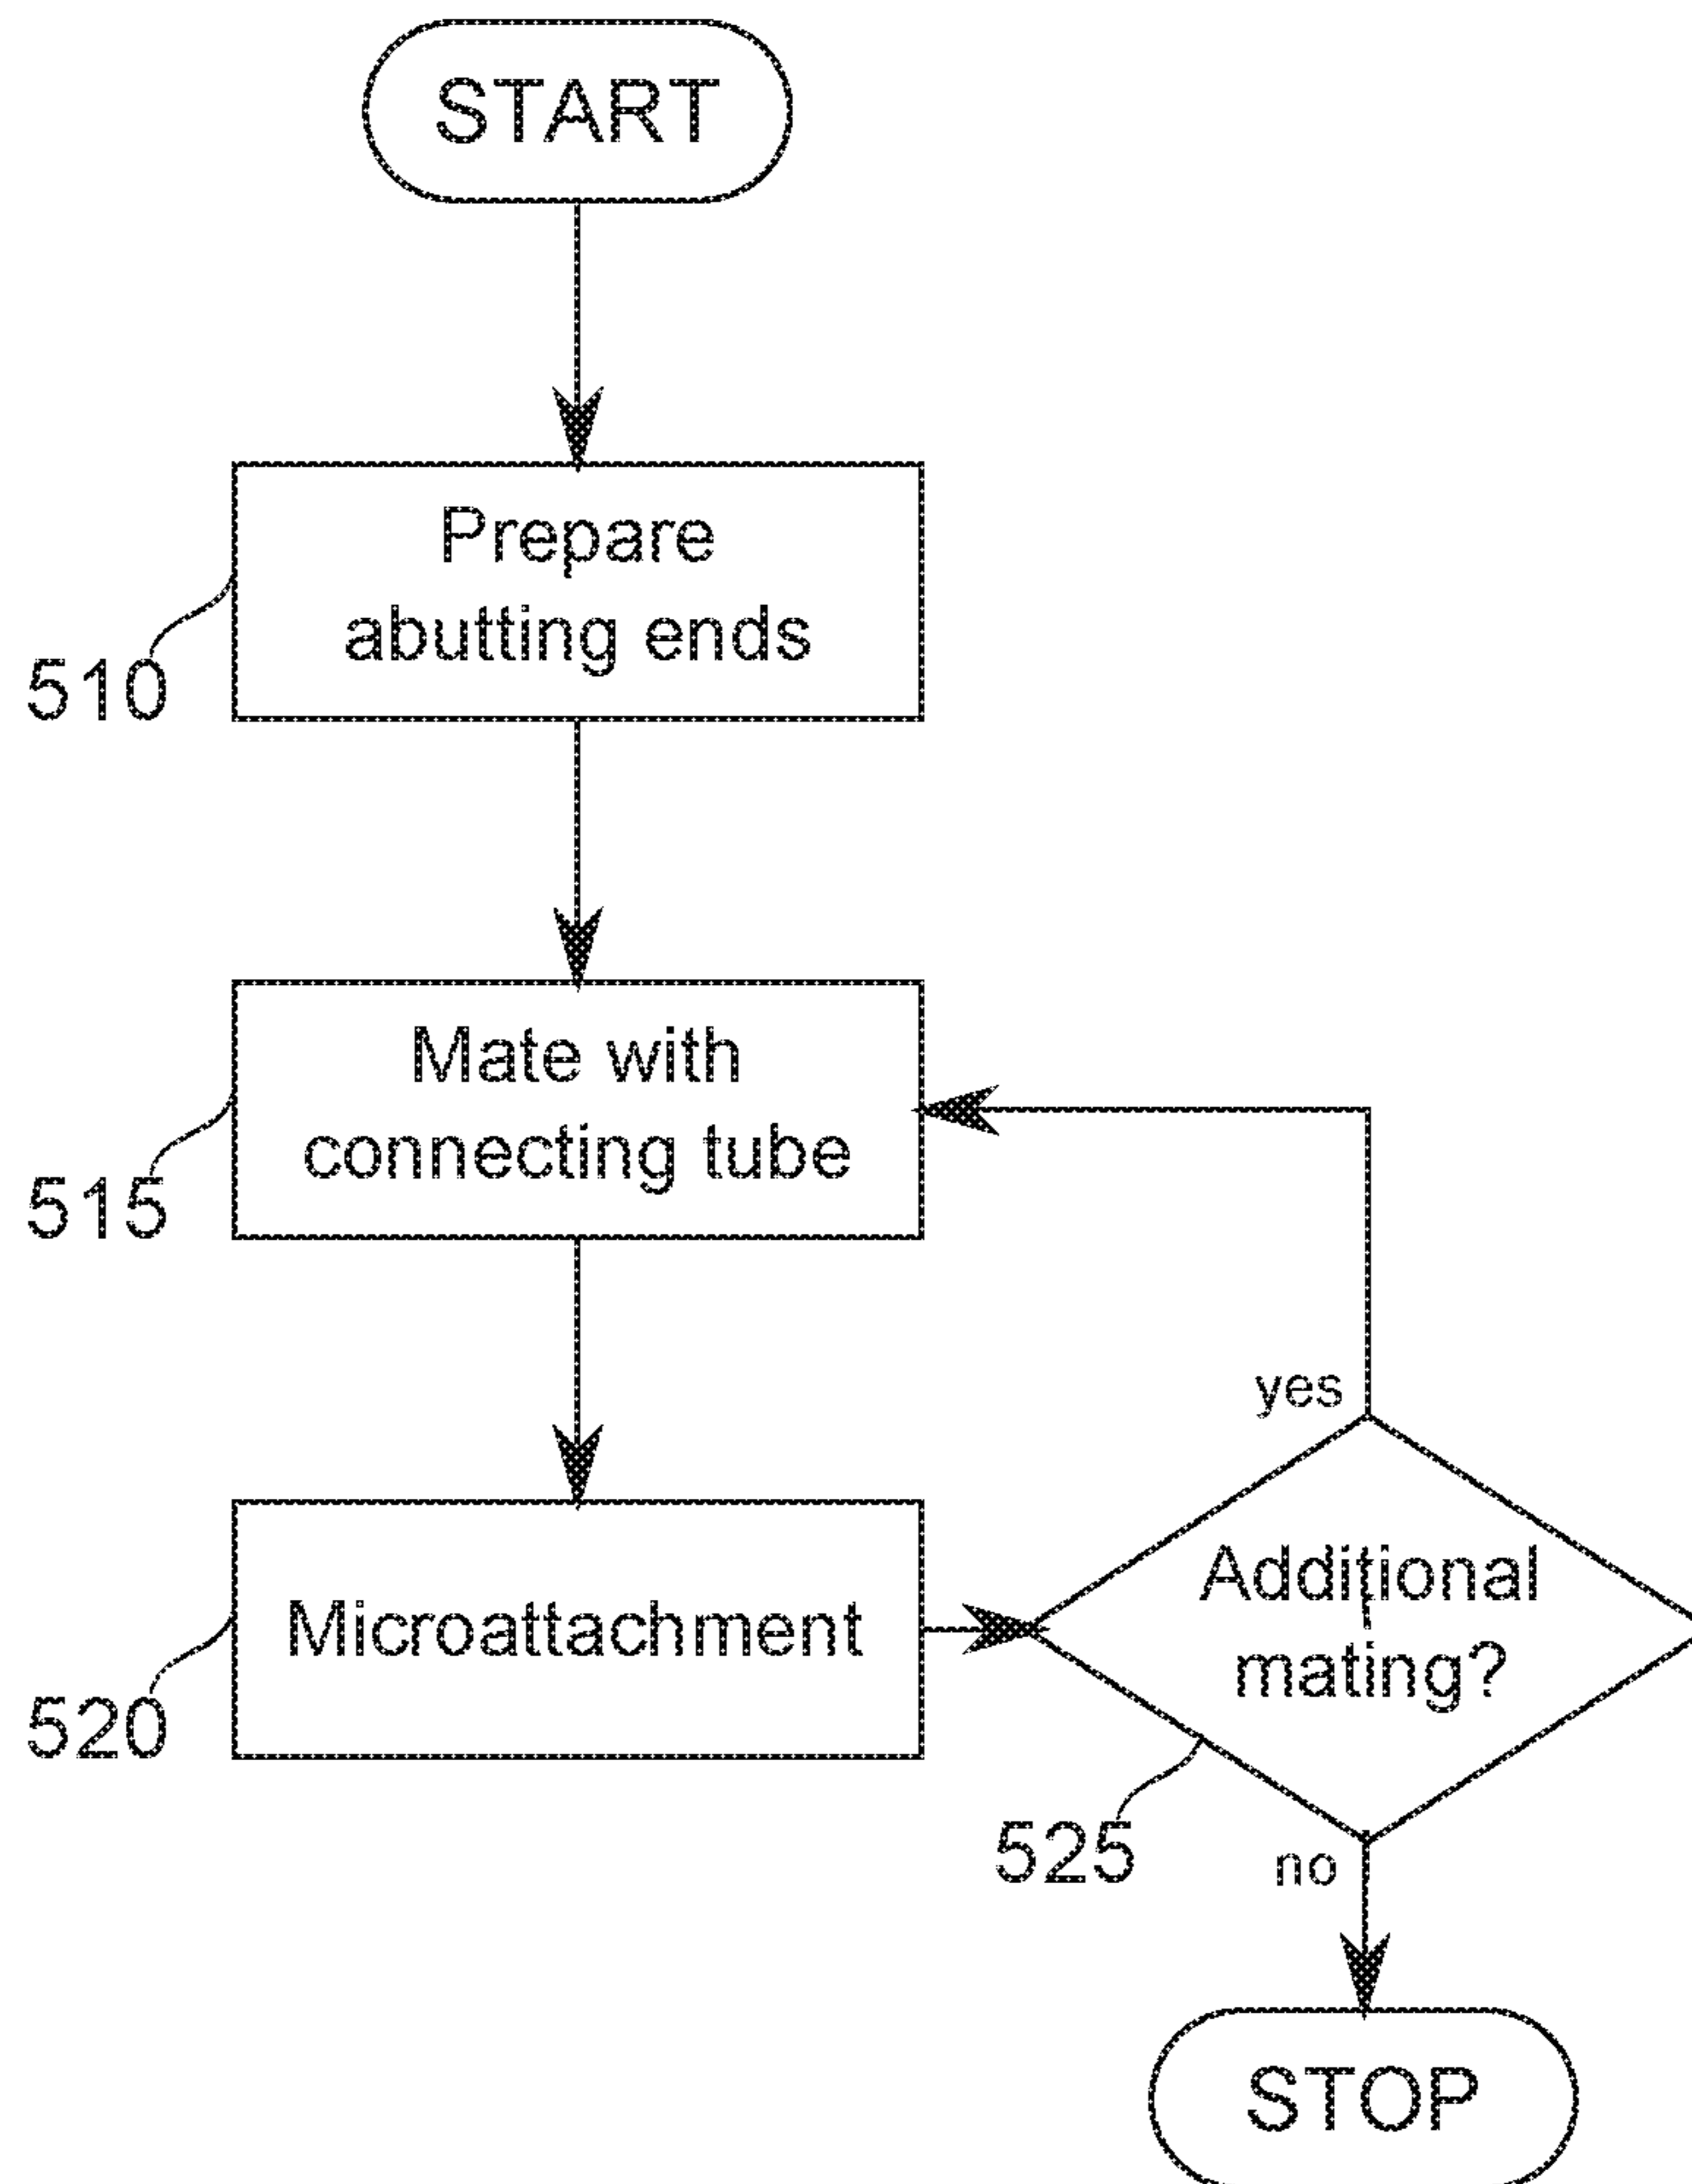 START
Prepare
abutting ends
510
Mate with
connecting tube
515
yes
Microattachment
Additional
mating?
520
525
no
STOP